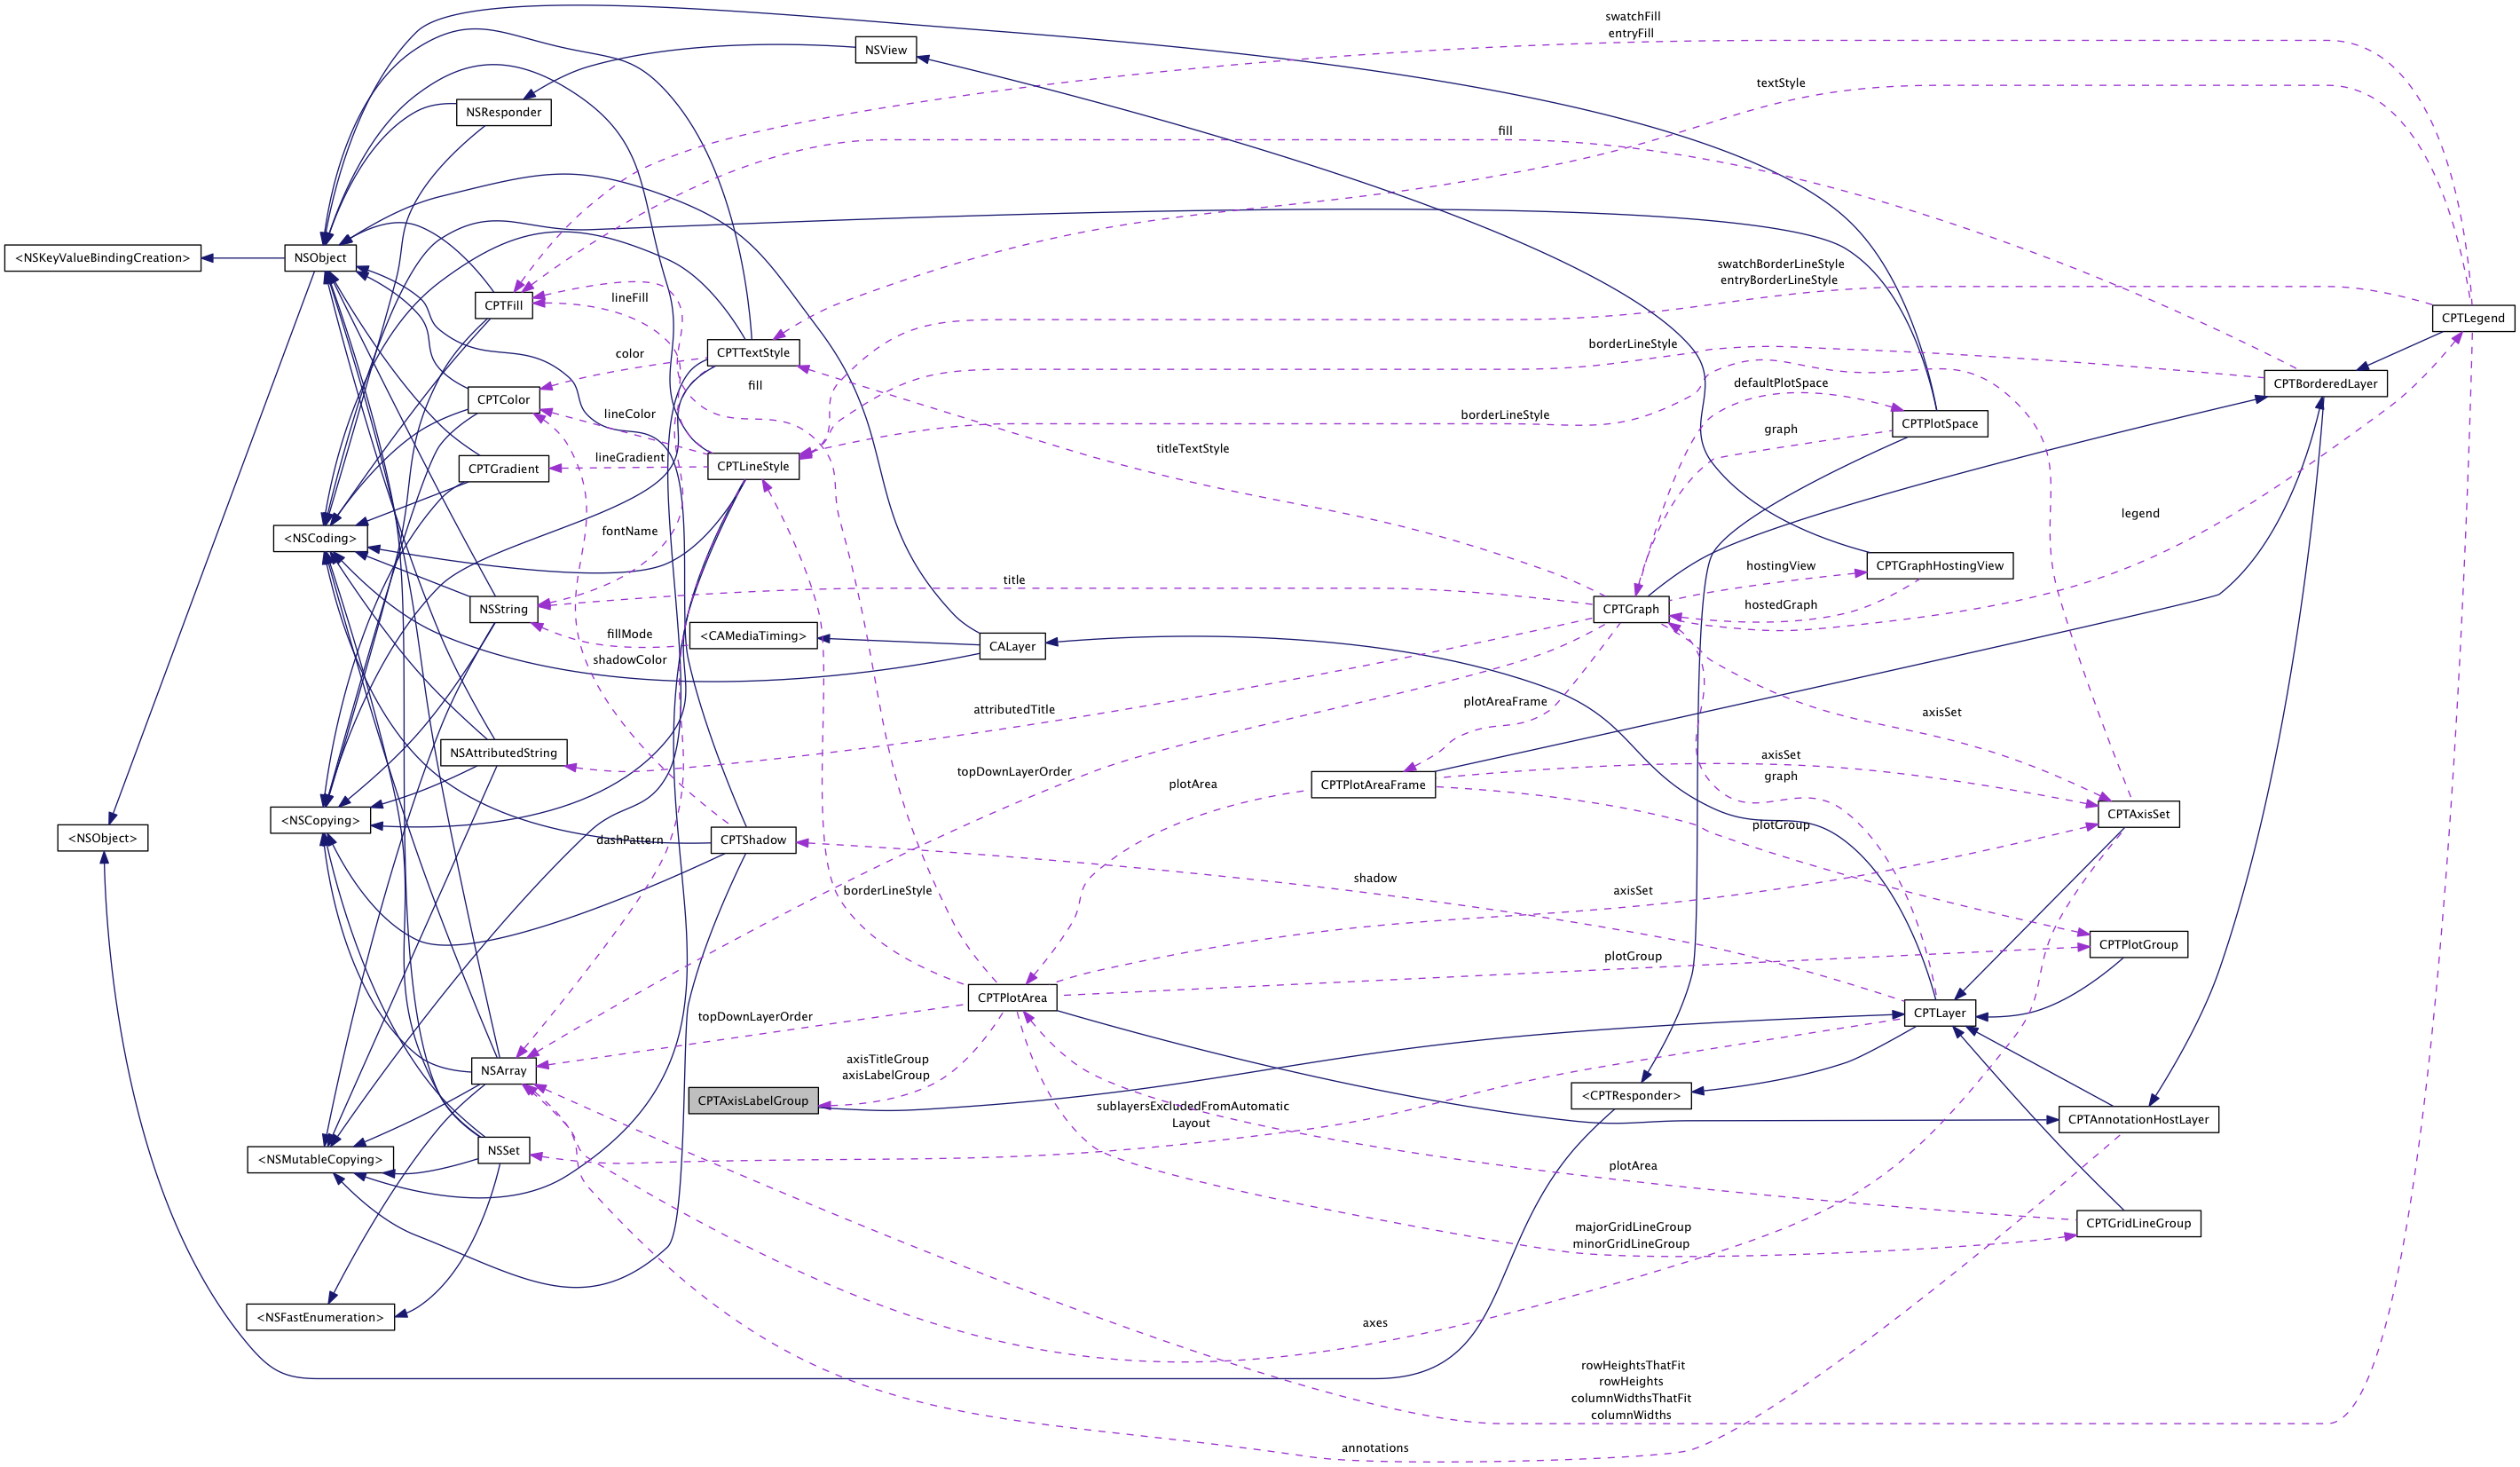 swatchFill
entryFill
NSView
textStyle
NSResponder
fill
<NSKeyValueBindingCreation>
NSObject
swatchBorderLineStyle
entryBorderLineStyle
lineFill
CPTFill
CPTLegend
borderLineStyle
CPTTextStyle
color
fill
defaultPlotSpace
CPTBorderedLayer
CPTColor
lineColor
borderLineStyle
graph
CPTPlotSpace
titleTextStyle
lineGradient
CPTGradient
CPTLineStyle
legend
fontName
<NSCoding>
hostingView
CPTGraphHostingView
title
NSString
CPTGraph
hostedGraph
fillMode
<CAMediaTiming>
CALayer
shadowColor
plotAreaFrame
attributedTitle
axisSet
NSAttributedString
axisSet
topDownLayerOrder
graph
plotArea
CPTPlotAreaFrame
<NSCopying>
CPTAxisSet
plotGroup
<NSObject>
dashPattern
CPTShadow
shadow
borderLineStyle
axisSet
CPTPlotGroup
plotGroup
CPTPlotArea
CPTLayer
topDownLayerOrder
axisTitleGroup
axisLabelGroup
NSArray
CPTAxisLabelGroup
<CPTResponder>
sublayersExcludedFromAutomatic
Layout
CPTAnnotationHostLayer
<NSMutableCopying>
NSSet
plotArea
majorGridLineGroup
minorGridLineGroup
CPTGridLineGroup
<NSFastEnumeration>
axes
rowHeightsThatFit
rowHeights
columnWidthsThatFit
columnWidths
annotations